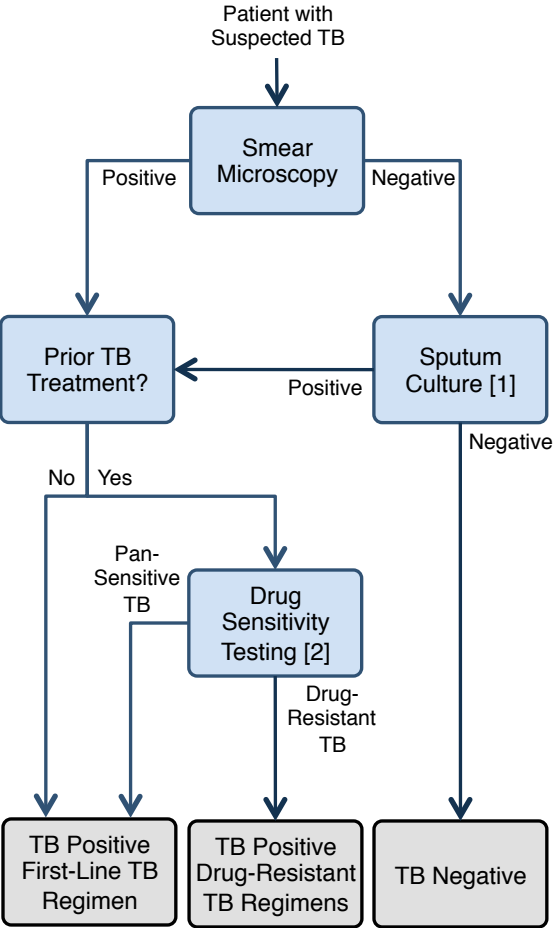 Patient with
Suspected TB
Smear
Microscopy
Positive
Negative
Prior TB
Treatment?
Sputum
Culture [1]
Positive
Negative
No
Yes
Pan-
Sensitive
TB
Drug
Sensitivity
Testing [2]
Drug-
Resistant
TB
TB Positive
First-Line TB
Regimen
TB Positive
Drug-Resistant
TB Regimens
TB Negative